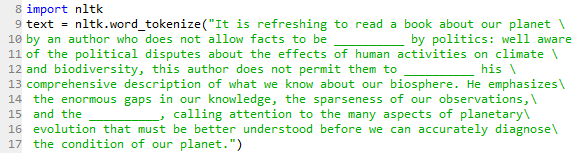 8 import nltk
9 text = nltk.word_tokenize("It is refreshing to read a book about our planet \
10 by an author who does not allow facts to be __________ by politics: well aware
11 of the political disputes about the effects of human activities on climate \
12 and biodiversity, this author does not permit them to __________ his \
13 comprehensive description of what we know about our biosphere. He emphasizes\
14  the enormous gaps in our knowledge, the sparseness of our observations,\
15  and the __________, calling attention to the many aspects of planetary\
16  evolution that must be better understood before we can accurately diagnose\
17  the condition of our planet.")